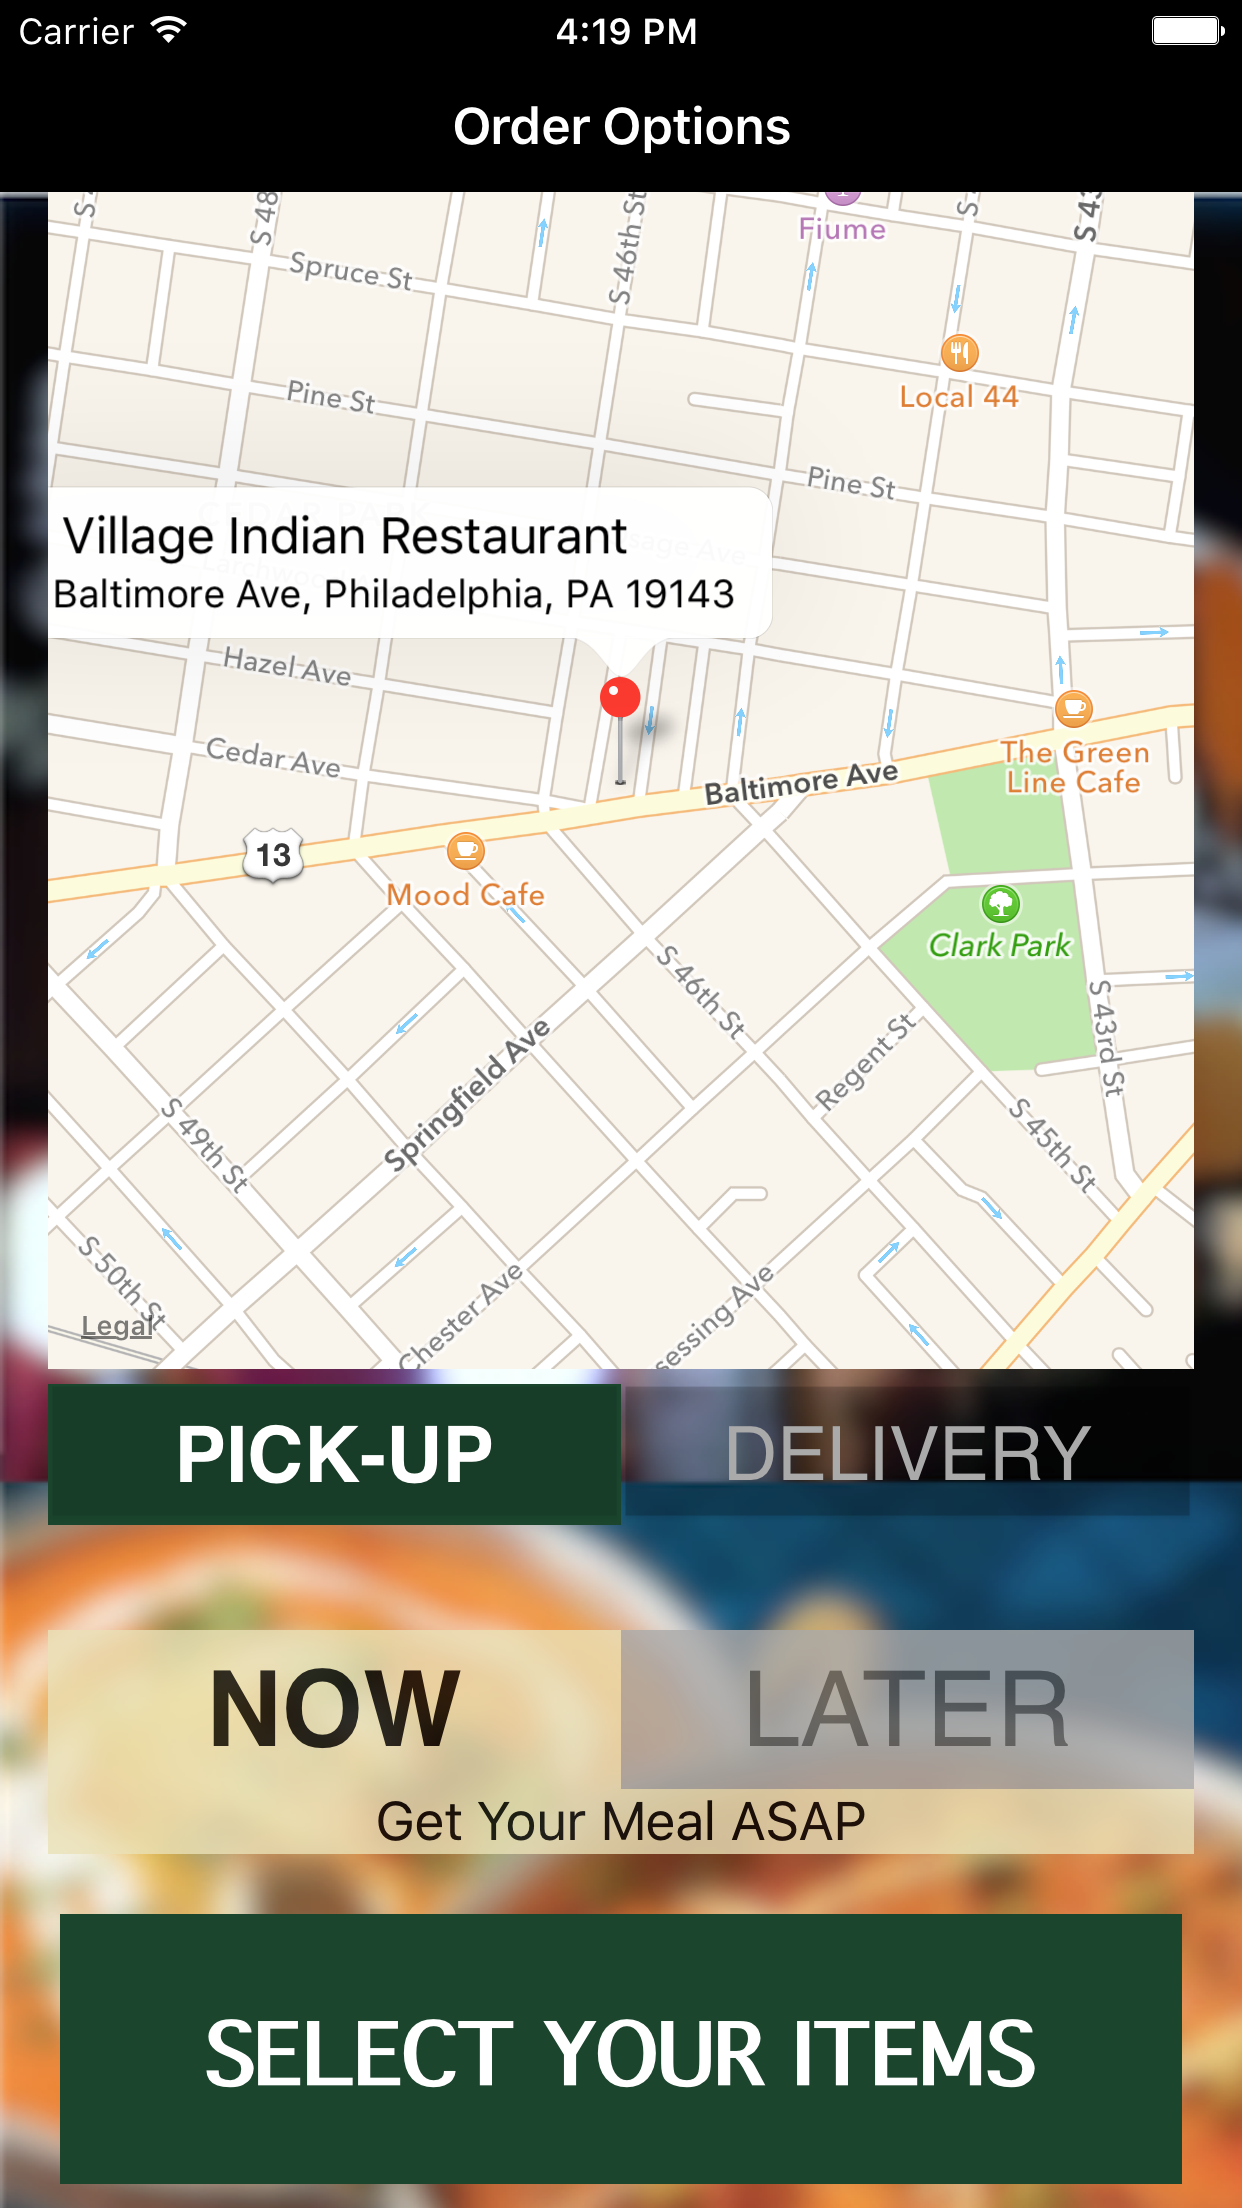 Carrier
4:19 PM
Order Options
S 48
S 46th St
S
S 43
Fiume
Spruce St
Local 44
Pine St
Pine St
Village Indian Restaurant
Baltimore Ave, Philadelphia, PA 19143
Hazel Ave
Cedar Ave
Baltimore Ave
The Green
Line Cafe
13
Mood Cafe
Clark Park
S 46th St
S 43rd St
Regent St
Springfield Ave
S 49th St
S 45th St
S 50th St
Chester Ave
sessing Ave
Legal
PICK-UP
DELIVERY
NOW
LATER
Get Your Meal ASAP
SELECT YOUR ITEMS